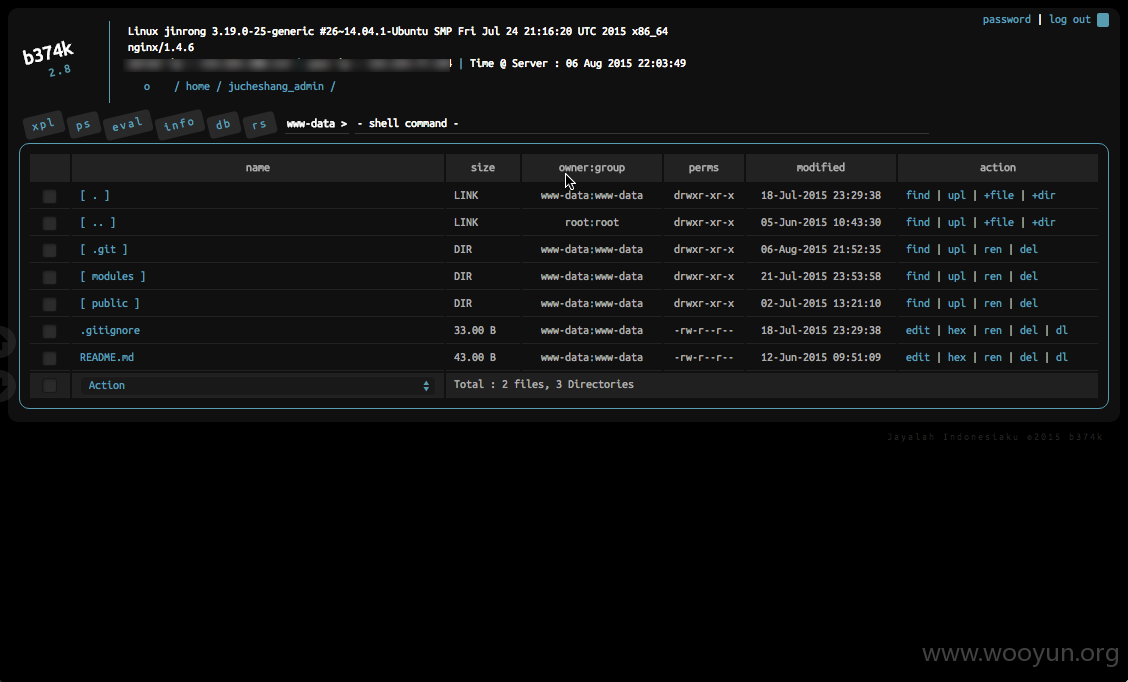 b374k
2.8
Linux jinrong 3.19.0-25-generic #26~14.04.1-Ubuntu SMP Fri Jul 24 21:16:20 UTC 2015 x86_64
password | log out
nginx/1.4.6
| Time @ Server : 06 Aug 2015 22:03:49
o / home / jucheshang_admin /
xpl ps eval info db rs www-data > - shell command -
name size owner:group perms modified action
[ . ] LINK www-data:www-data drwxr-xr-x 18-Jul-2015 23:29:38 find | upl | +file | +dir
[ .. ] LINK root:root drwxr-xr-x 05-Jun-2015 10:43:30 find | upl | +file | +dir
[ .git ] DIR www-data:www-data drwxr-xr-x 06-Aug-2015 21:52:35 find | upl | ren | del
[ modules ] DIR www-data:www-data drwxr-xr-x 21-Jul-2015 23:53:58 find | upl | ren | del
[ public ] DIR www-data:www-data drwxr-xr-x 02-Jul-2015 13:21:10 find | upl | ren | del
.gitignore 33.00 B www-data:www-data -rw-r--r-- 18-Jul-2015 23:29:38 edit | hex | ren | del | dl
README.md 43.00 B www-data:www-data -rw-r--r-- 12-Jun-2015 09:51:09 edit | hex | ren | del | dl
Action Total : 2 files, 3 Directories
Jayalah Indonesiaku ©2015 b374k
www.wooyun.org